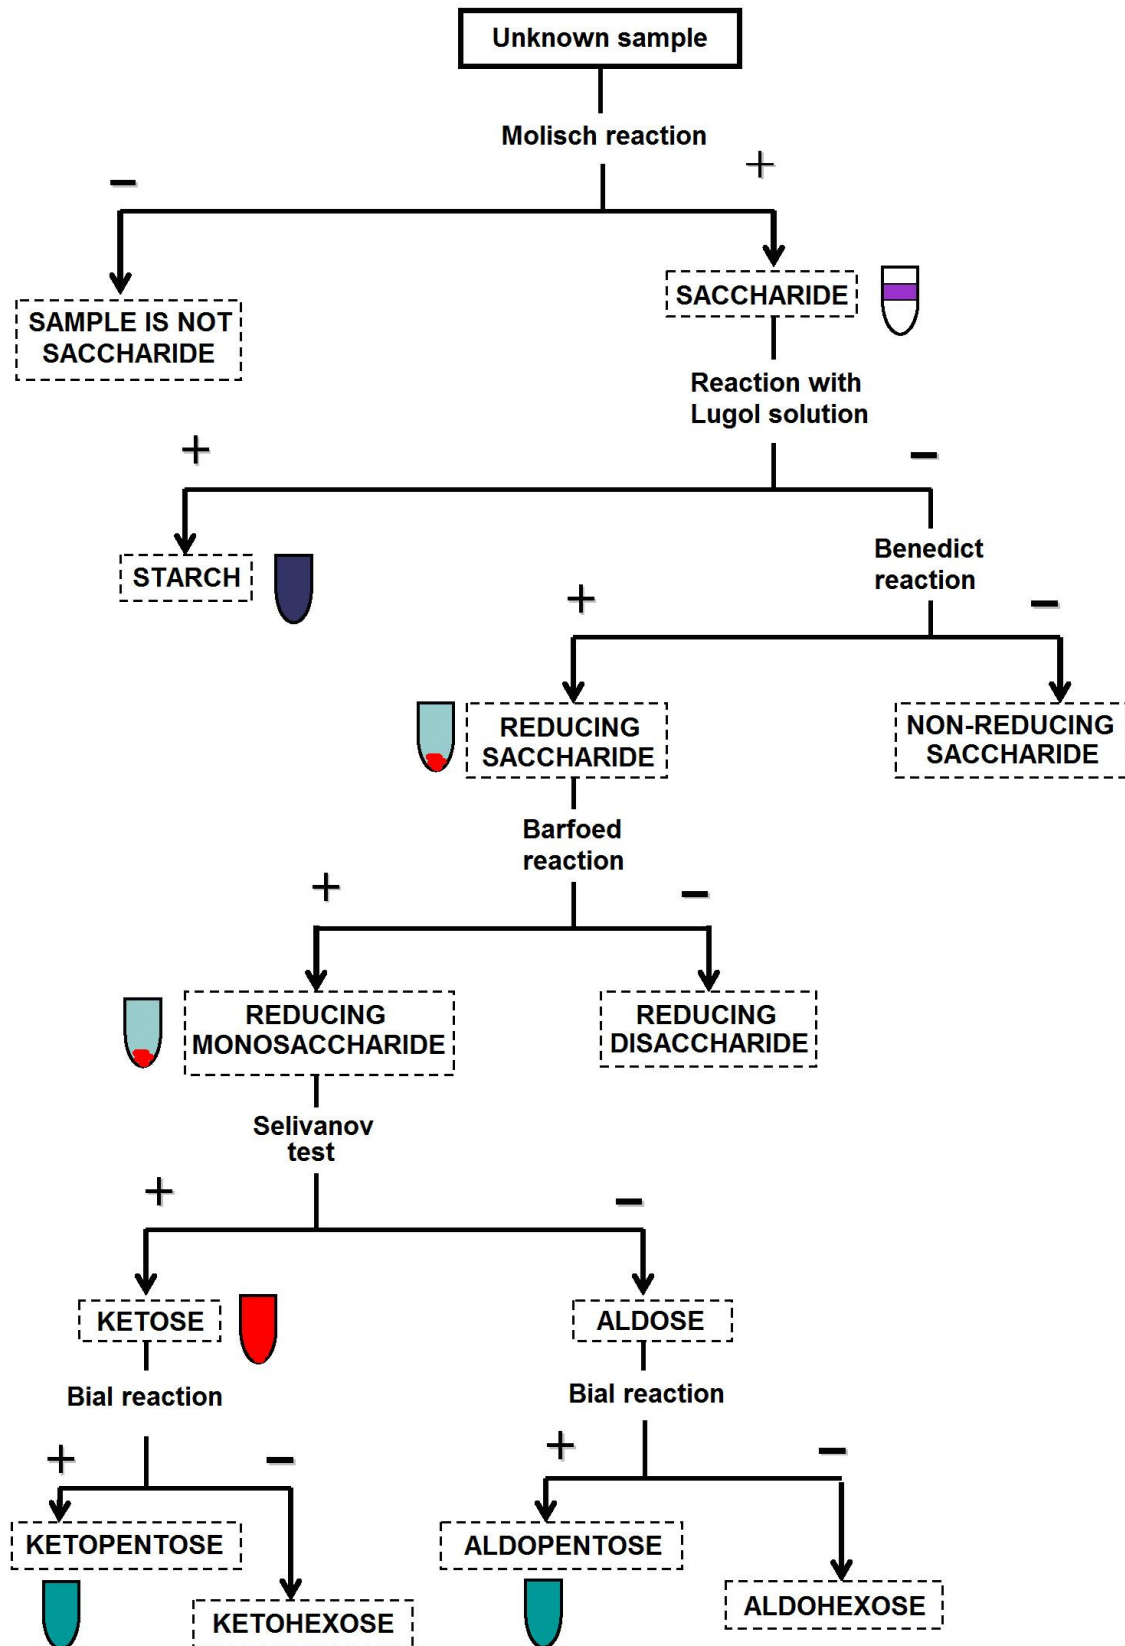 Unknown sample
Molisch reaction
−
+
SAMPLE IS NOT
SACCHARIDE
SACCHARIDE
Reaction with
Lugol solution
+
−
STARCH
Benedict
reaction
+
−
REDUCING
SACCHARIDE
NON-REDUCING
SACCHARIDE
Barfoed
reaction
+
−
REDUCING
MONOSACCHARIDE
REDUCING
DISACCHARIDE
Selivanov
test
+
−
KETOSE
ALDOSE
Bial reaction
Bial reaction
+
−
+
−
KETOPENTOSE
KETOHEXOSE
ALDOPENTOSE
ALDOHEXOSE